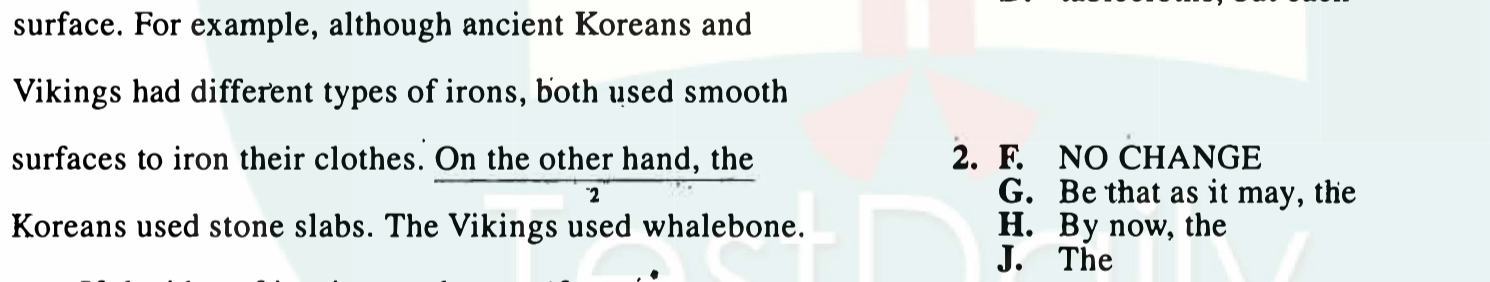 surface. For example, although ancient Koreans and
Vikings had different types of irons, both used smooth
surfaces to iron their clothes. On the other hand, the
2
Koreans used stone slabs. The Vikings used whalebone.
2. F. NO CHANGE
G. Be that as it may, the
H. By now, the
J. The
TestDaily